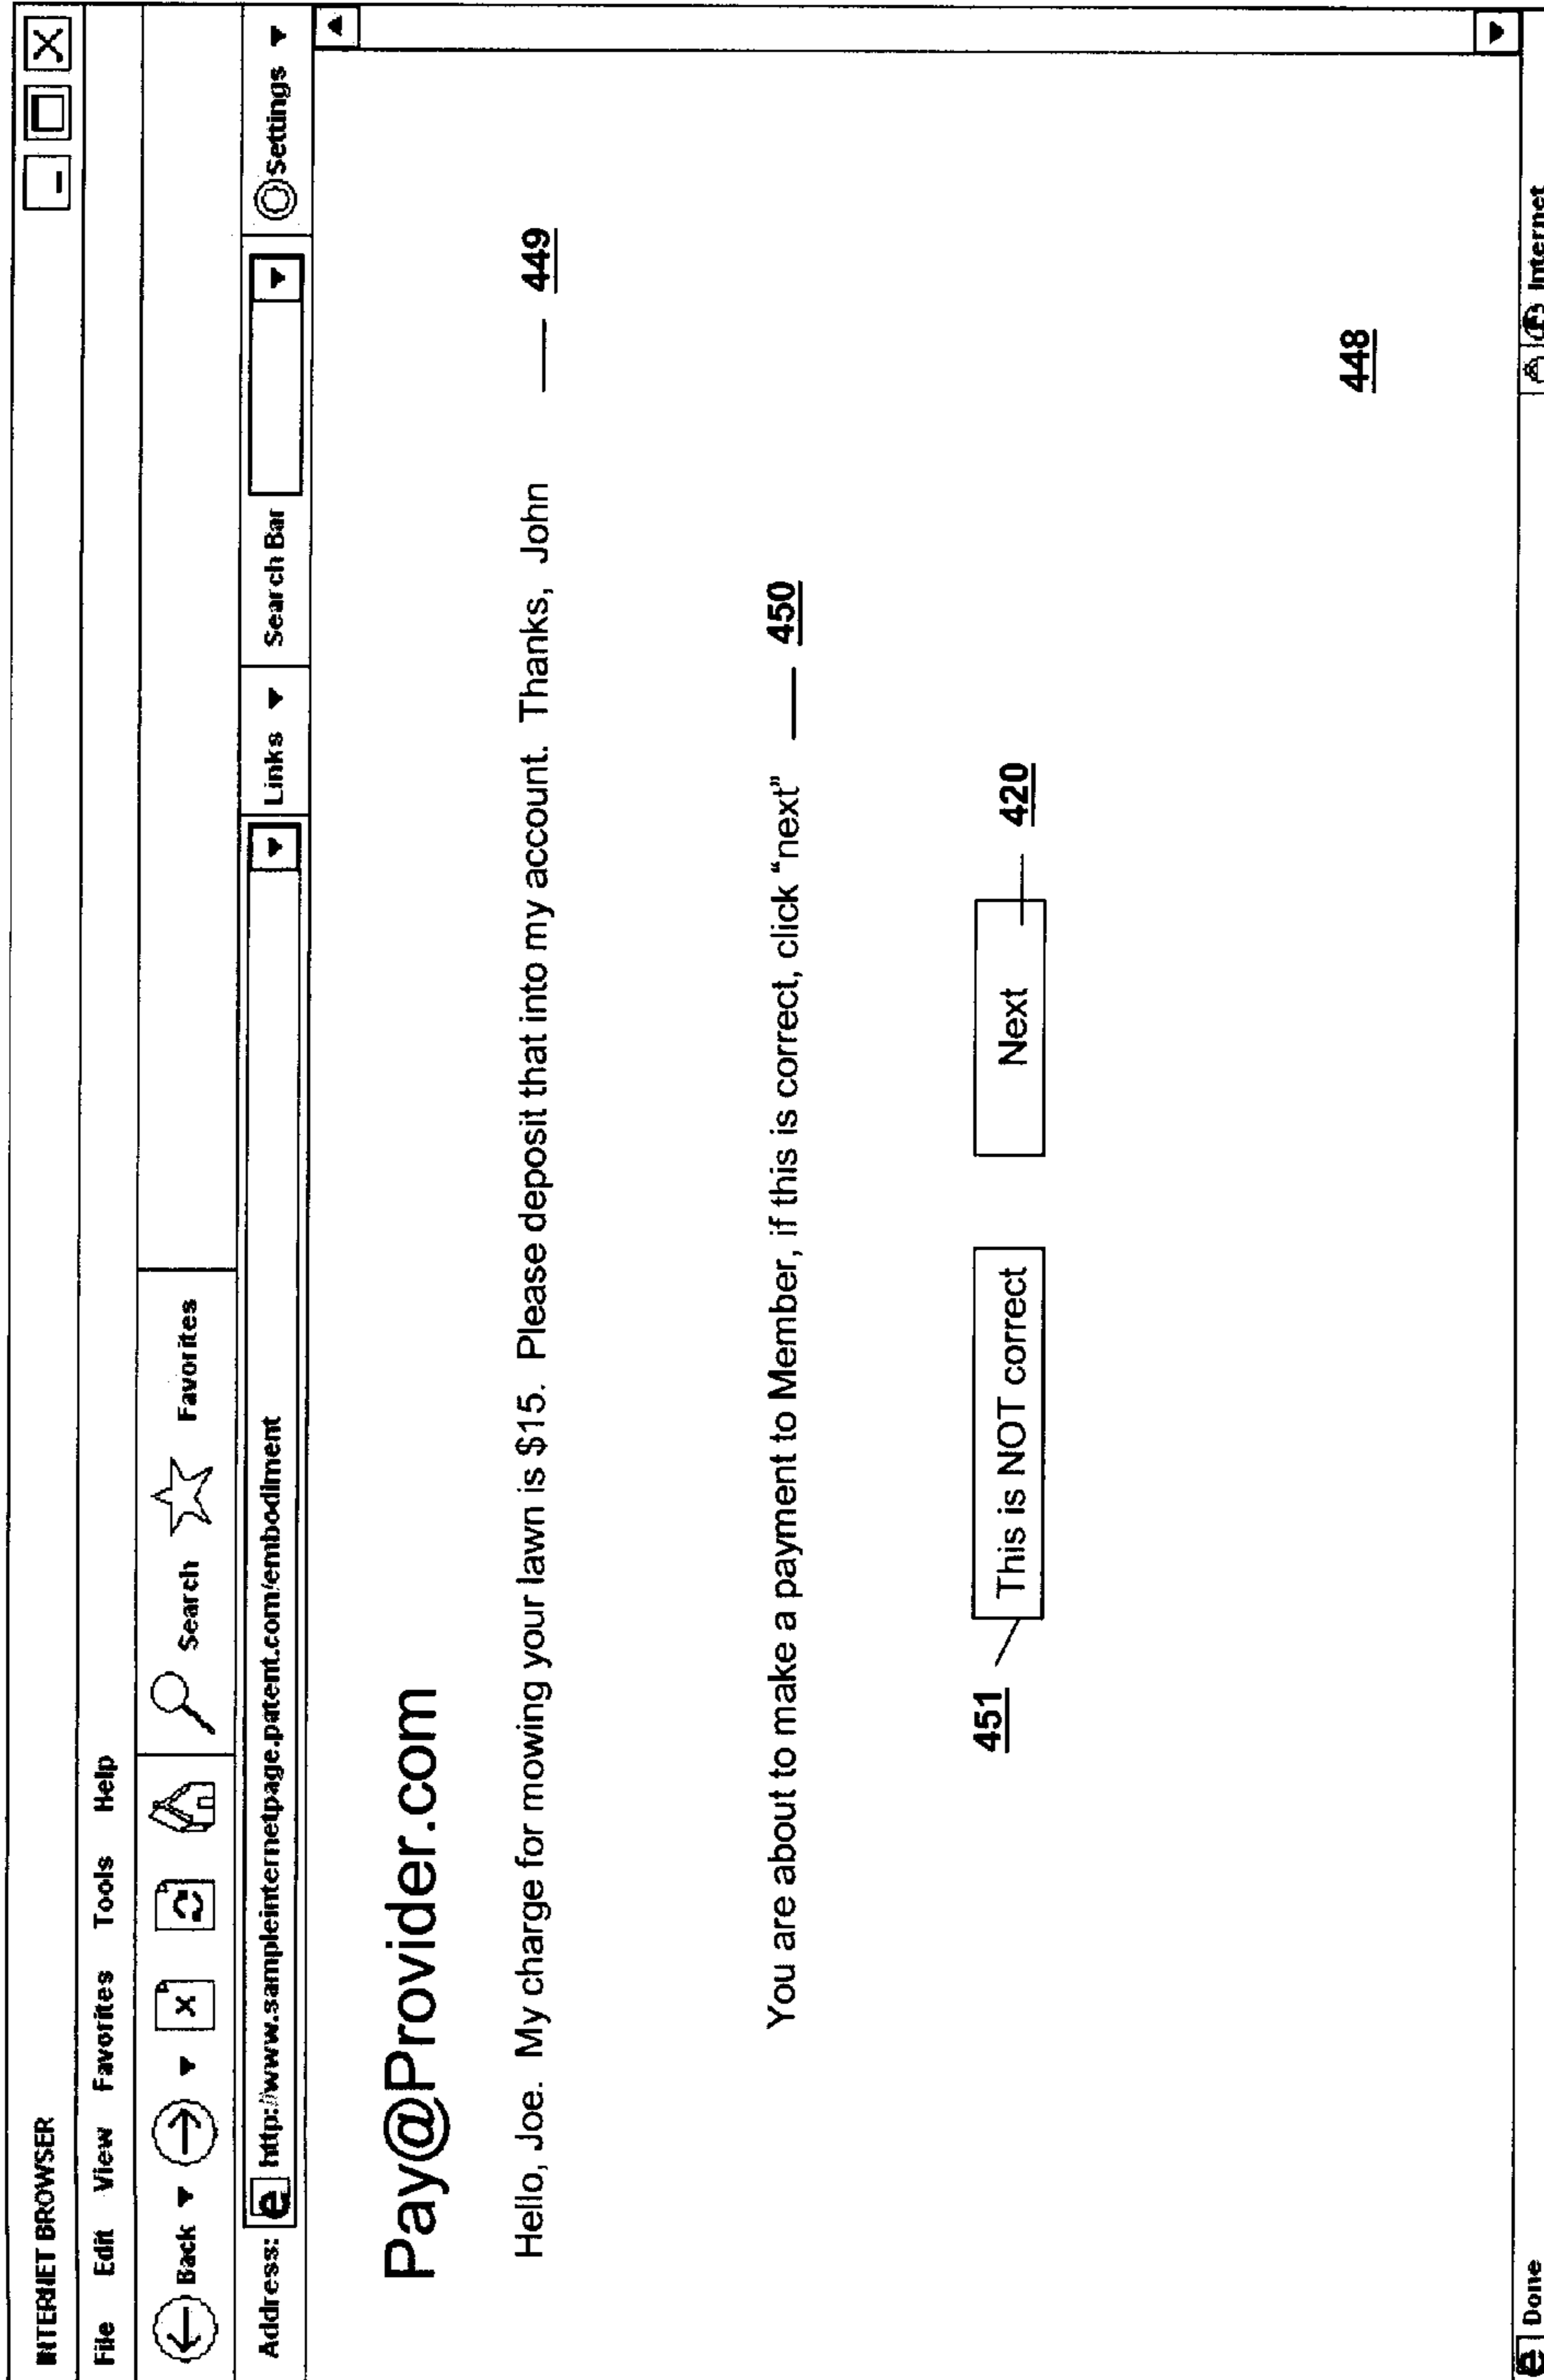 INTERNET BROWSER
File Edit View Favorites Tools Help
Back Search Favorites
Address: http://www.sampleinternetpage.patent.com/embodiment Links Search Bar Settings
Pay@Provider.com
Hello, Joe. My charge for mowing your lawn is $15. Please deposit that into my account. Thanks, John 449
You are about to make a payment to Member, if this is correct, click “next” 450
451 This is NOT correct Next 420
448
Done Internet